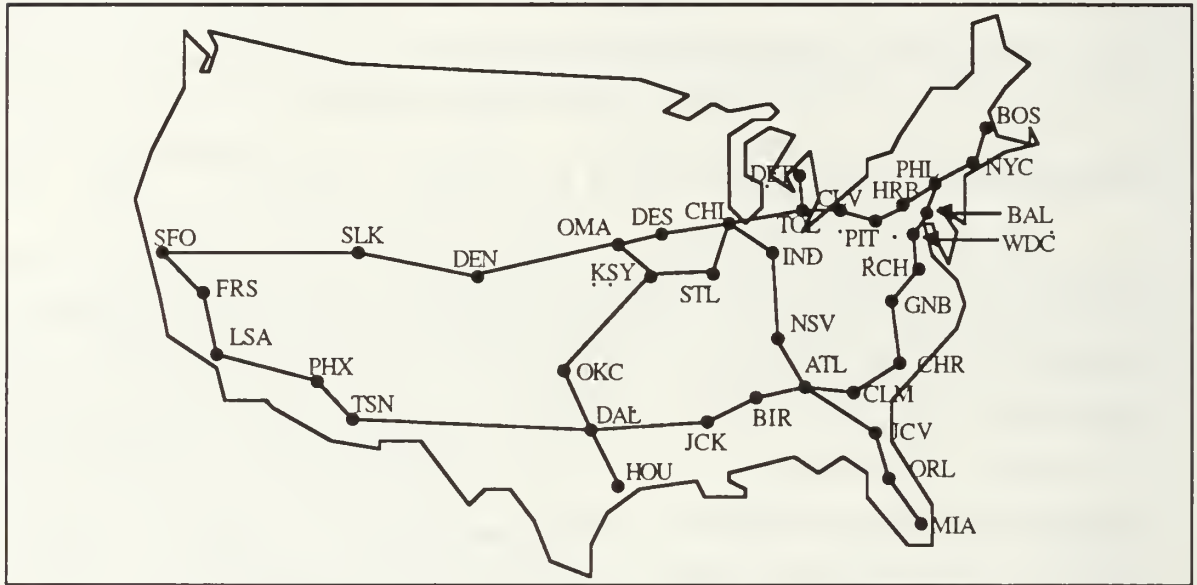 BOS
DET
PHL
NYC
HRB
CLV
CHI
TOL
DES
OMA
BAL
PIT
SFO
SLK
WDC
IND
DEN
KSY
RCH
FRS
STL
GNB
NSV
LSA
ATL
CHR
PHX
OKC
CLM
TSN
DAL
BIR
JCV
JCK
HOU
ORL
MIA